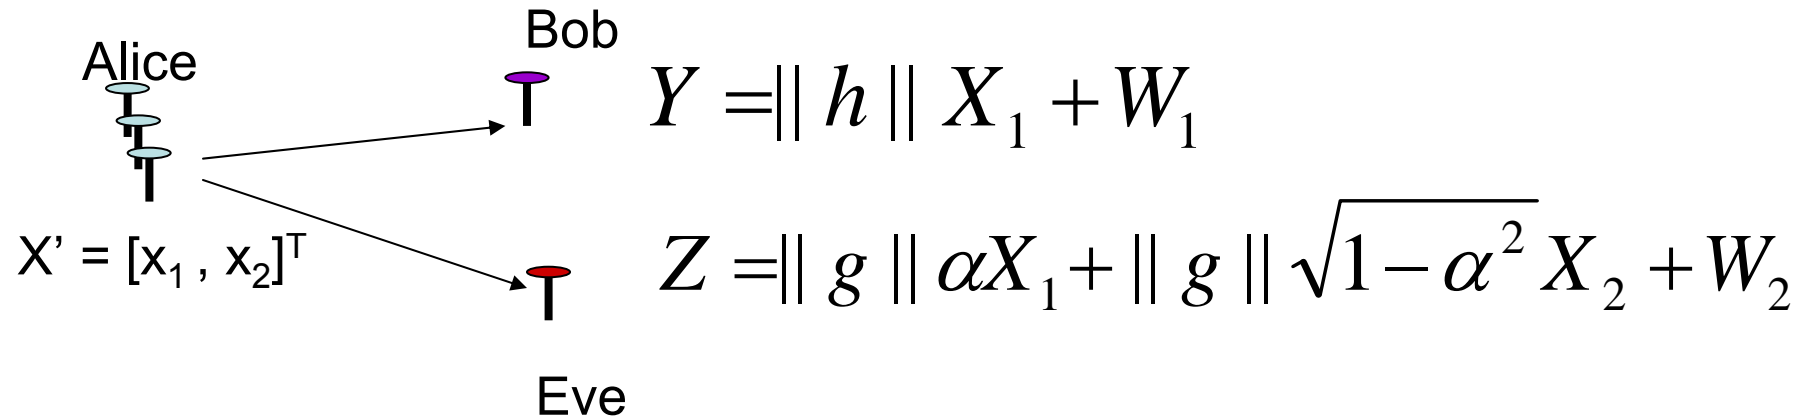 Alice
Bob
Y =|| h || X₁ + W₁
X' = [x₁ , x₂]ᵀ
Z =|| g || αX₁+ || g || √(1−α²) X₂ + W₂
Eve